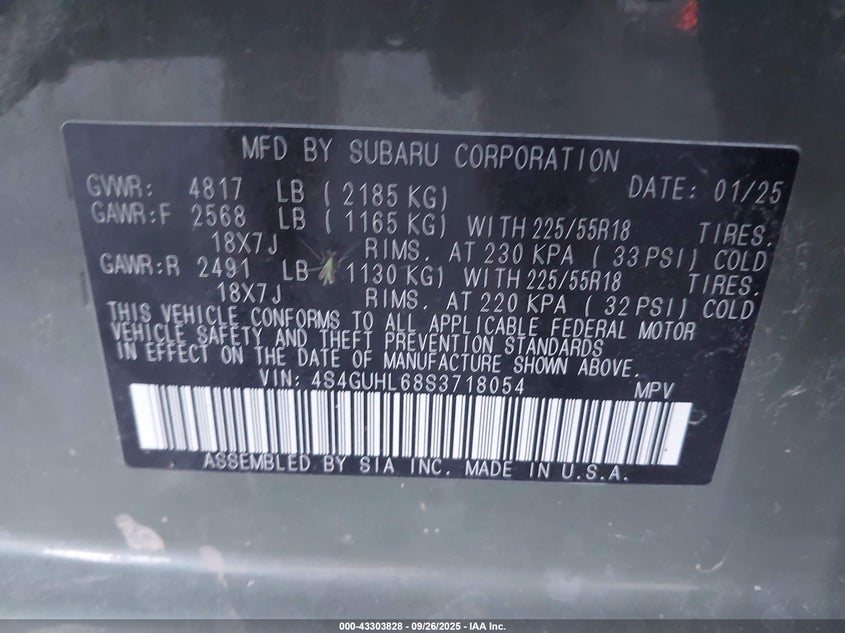 MFD BY SUBARU CORPORATION
GVWR: 4817 LB ( 2185 KG) DATE: 01/25
GAWR:F 2568 LB ( 1165 KG) WITH 225/55R18 TIRES.
18X7J RIMS. AT 230 KPA ( 33 PSI) COLD
GAWR:R 2491 LB 1130 KG) WITH 225/55R18 TIRES.
18X7J RIMS. AT 220 KPA ( 32 PSI) COLD
THIS VEHICLE CONFORMS TO ALL APPLICABLE FEDERAL MOTOR
VEHICLE SAFETY AND THEFT PREVENTION STANDARDS
IN EFFECT ON THE DATE OF MANUFACTURE SHOWN ABOVE.
VIN: 4S4GUHL68S3718054 MPV
ASSEMBLED BY SIA INC. MADE IN U.S.A.
000-43303828 - 09/26/2025 - IAA Inc.